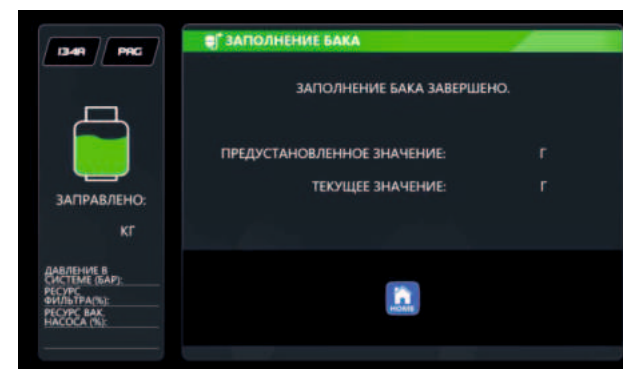 134A PAG
ЗАПРАВЛЕНО:
КГ
ДАВЛЕНИЕ В
СИСТЕМЕ (БАР):
РЕСУРС
ФИЛЬТРА(%):
РЕСУРС ВАК.
НАСОСА (%):
ЗАПОЛНЕНИЕ БАКА
ЗАПОЛНЕНИЕ БАКА ЗАВЕРШЕНО.
ПРЕДУСТАНОВЛЕННОЕ ЗНАЧЕНИЕ: Г
ТЕКУЩЕЕ ЗНАЧЕНИЕ: Г
HOME